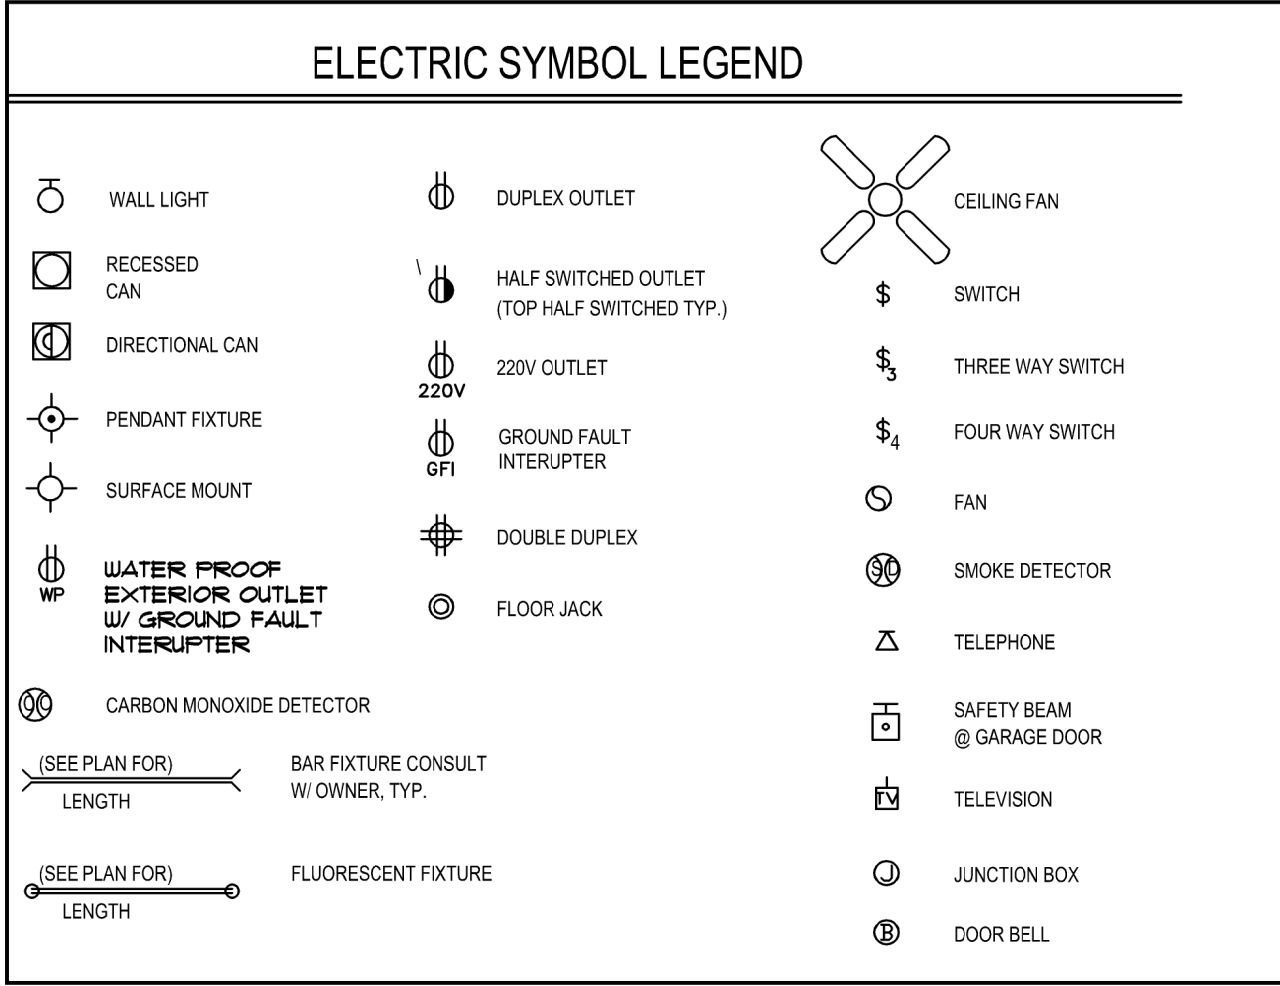 ELECTRIC SYMBOL LEGEND
WALL LIGHT
RECESSED
CAN
DIRECTIONAL CAN
PENDANT FIXTURE
SURFACE MOUNT
WP
WATER PROOF
EXTERIOR OUTLET
W/ GROUND FAULT
INTERUPTER
CARBON MONOXIDE DETECTOR
(SEE PLAN FOR)
LENGTH
BAR FIXTURE CONSULT
W/ OWNER, TYP.
(SEE PLAN FOR)
LENGTH
FLUORESCENT FIXTURE
DUPLEX OUTLET
\
HALF SWITCHED OUTLET
(TOP HALF SWITCHED TYP.)
220V
220V OUTLET
GFI
GROUND FAULT
INTERUPTER
DOUBLE DUPLEX
FLOOR JACK
CEILING FAN
$
SWITCH
$3
THREE WAY SWITCH
$4
FOUR WAY SWITCH
S
FAN
SD
SMOKE DETECTOR
TELEPHONE
SAFETY BEAM
@ GARAGE DOOR
TV
TELEVISION
J
JUNCTION BOX
B
DOOR BELL